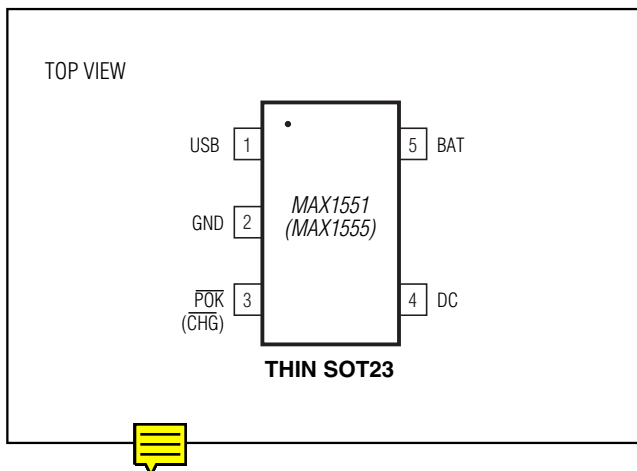 TOP VIEW
USB 1
5 BAT
GND 2
MAX1551
(MAX1555)
POK 3
(CHG)
4 DC
THIN SOT23